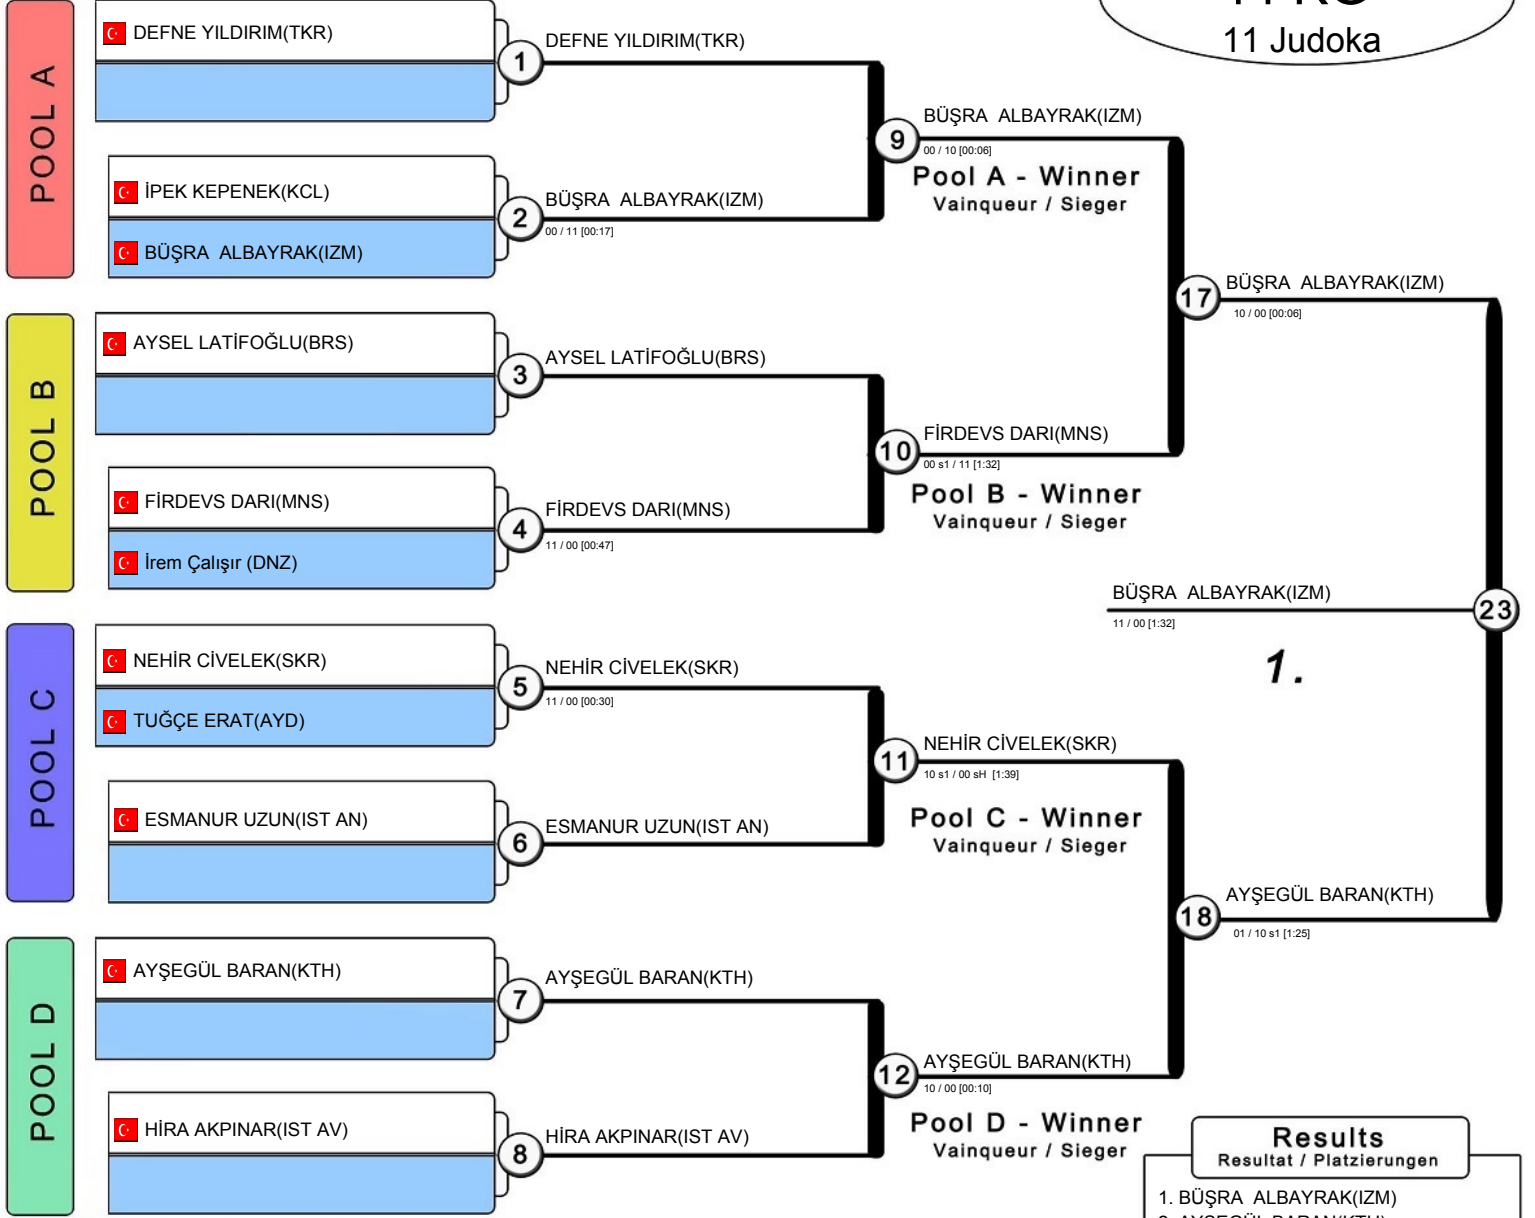 11 Judoka
POOL A
DEFNE YILDIRIM(TKR)
1
DEFNE YILDIRIM(TKR)
İPEK KEPENEK(KCL)
BÜŞRA ALBAYRAK(IZM)
2
BÜŞRA ALBAYRAK(IZM)
00 / 11 [00:17]
9
BÜŞRA ALBAYRAK(IZM)
00 / 10 [00:06]
Pool A - Winner
Vainqueur / Sieger
POOL B
AYSEL LATİFOĞLU(BRS)
3
AYSEL LATİFOĞLU(BRS)
FİRDEVS DARI(MNS)
İrem Çalışır (DNZ)
4
FİRDEVS DARI(MNS)
11 / 00 [00:47]
10
FİRDEVS DARI(MNS)
00 s1 / 11 [1:32]
Pool B - Winner
Vainqueur / Sieger
17
BÜŞRA ALBAYRAK(IZM)
10 / 00 [00:06]
POOL C
NEHİR CİVELEK(SKR)
TUĞÇE ERAT(AYD)
5
NEHİR CİVELEK(SKR)
11 / 00 [00:30]
ESMANUR UZUN(IST AN)
6
ESMANUR UZUN(IST AN)
11
NEHİR CİVELEK(SKR)
10 s1 / 00 sH [1:39]
Pool C - Winner
Vainqueur / Sieger
POOL D
AYŞEGÜL BARAN(KTH)
7
AYŞEGÜL BARAN(KTH)
HİRA AKPINAR(IST AV)
8
HİRA AKPINAR(IST AV)
12
AYŞEGÜL BARAN(KTH)
10 / 00 [00:10]
Pool D - Winner
Vainqueur / Sieger
18
AYŞEGÜL BARAN(KTH)
01 / 10 s1 [1:25]
23
BÜŞRA ALBAYRAK(IZM)
11 / 00 [1:32]
1.
Results
Resultat / Platzierungen
1. BÜŞRA ALBAYRAK(IZM)
2. AYŞEGÜL BARAN(KTH)